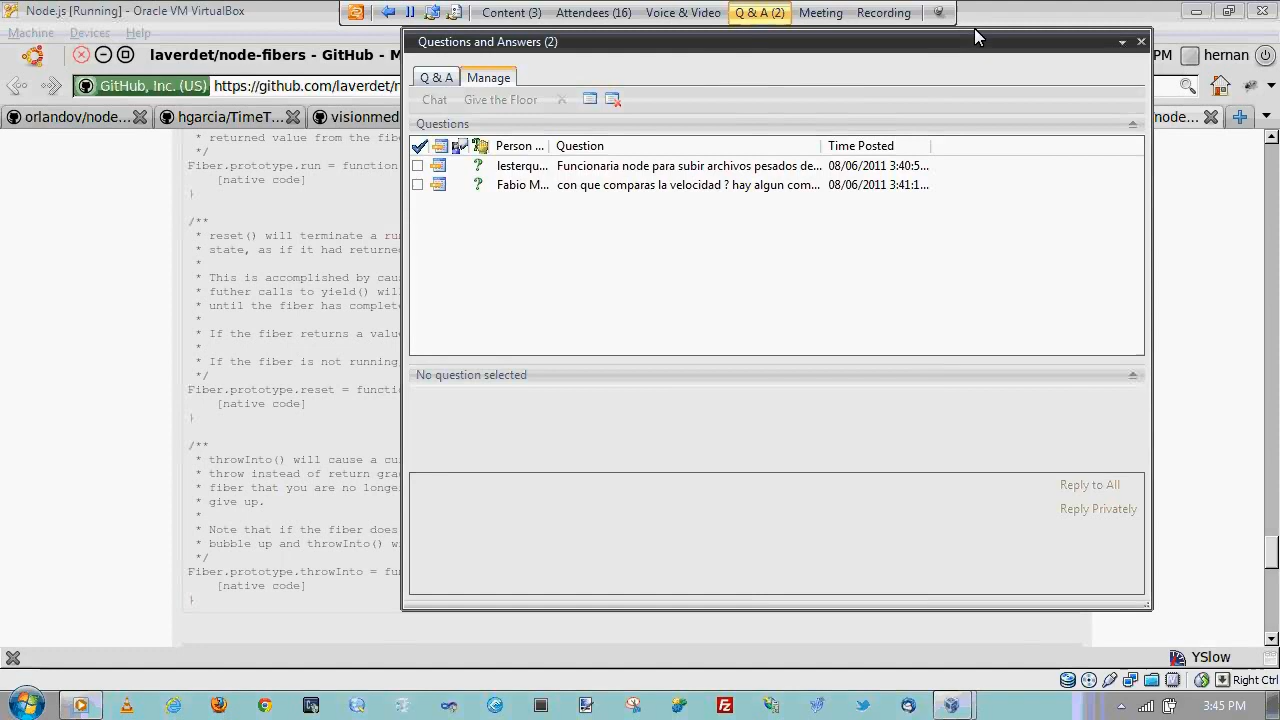 Node.js [Running] - Oracle VM VirtualBox
Content (3) Attendees (16) Voice & Video Q & A (2) Meeting Recording
Machine Devices Help
laverdet/node-fibers - GitHub
PM hernan
GitHub, Inc. (US) https://github.com/laverdet/n
orlandov/node... hgarcia/TimeT... visionmed node...
Questions and Answers (2)
Q & A Manage
Chat Give the Floor
Questions
Person ... Question Time Posted
lesterqu... Funcionaria node para subir archivos pesados de... 08/06/2011 3:40:5...
Fabio M... con que comparas la velocidad ? hay algun com... 08/06/2011 3:41:1...
No question selected
Reply to All
Reply Privately
* returned value from the fibe
*/
Fiber.prototype.run = function
[native code]
}
/**
* reset() will terminate a ru
* state, as if it had returne
*
* This is accomplished by cau
* futher calls to yield() wil
* until the fiber has complet
*
* If the fiber returns a valu
*
* If the fiber is not running
*/
Fiber.prototype.reset = functi
[native code]
}
/**
* throwInto() will cause a cu
* throw instead of return gra
* fiber that you are no longe
* give up.
*
* Note that if the fiber does
* bubble up and throwInto() w
*/
Fiber.prototype.throwInto = fu
[native code]
}
YSlow
Right Ctrl
3:45 PM